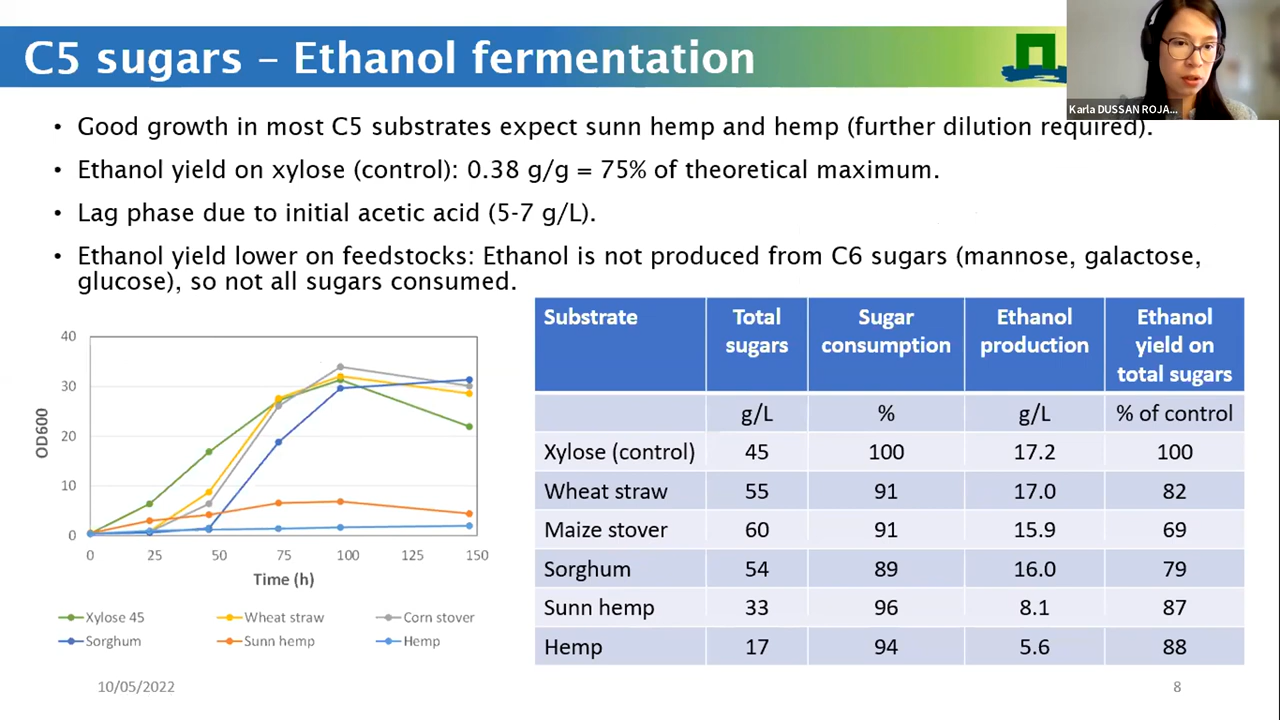 C5 sugars – Ethanol fermentation
Karla DUSSAN ROJA...
• Good growth in most C5 substrates expect sunn hemp and hemp (further dilution required).
• Ethanol yield on xylose (control): 0.38 g/g = 75% of theoretical maximum.
• Lag phase due to initial acetic acid (5-7 g/L).
• Ethanol yield lower on feedstocks: Ethanol is not produced from C6 sugars (mannose, galactose,
glucose), so not all sugars consumed.
40
30
20
10
0
OD600
0 25 50 75 100 125 150
Time (h)
Xylose 45 Wheat straw Corn stover
Sorghum Sunn hemp Hemp
Substrate Total sugars Sugar consumption Ethanol production Ethanol yield on total sugars
g/L % g/L % of control
Xylose (control) 45 100 17.2 100
Wheat straw 55 91 17.0 82
Maize stover 60 91 15.9 69
Sorghum 54 89 16.0 79
Sunn hemp 33 96 8.1 87
Hemp 17 94 5.6 88
10/05/2022
8